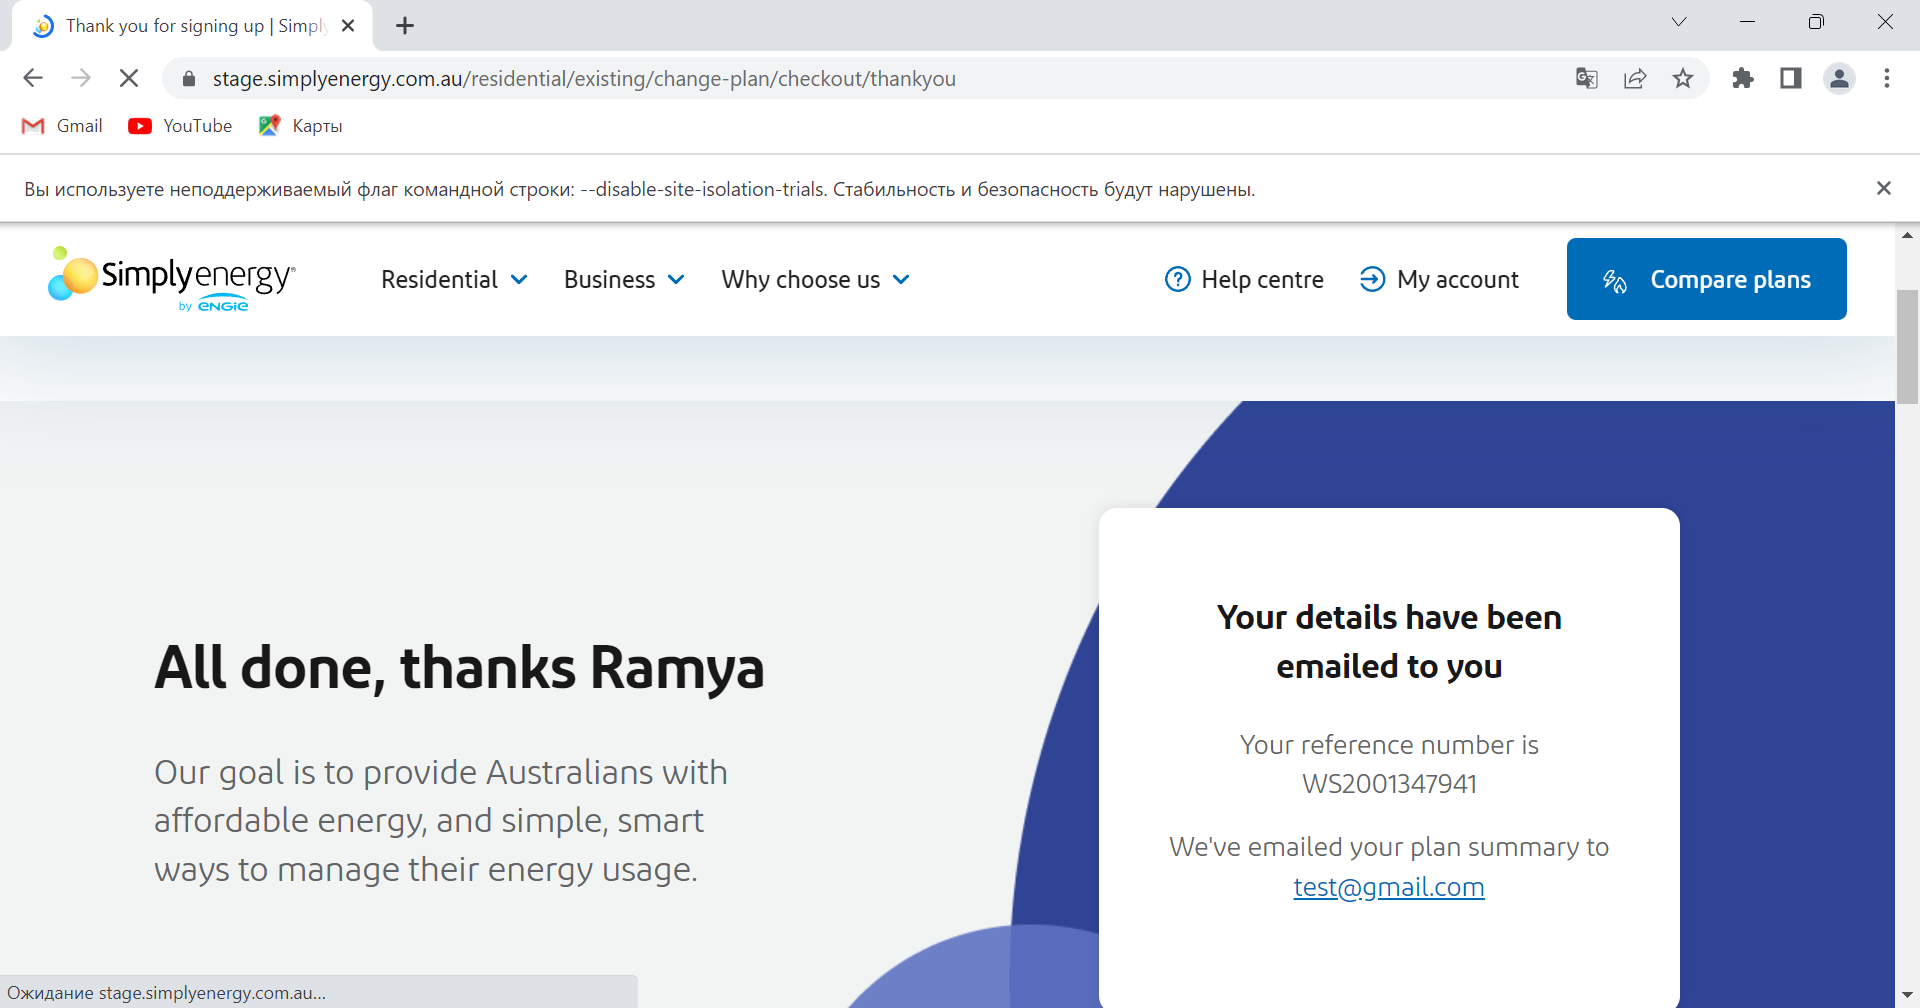 Thank you for signing up | Simply
stage.simplyenergy.com.au/residential/existing/change-plan/checkout/thankyou
Gmail YouTube Карты
Вы используете неподдерживаемый флаг командной строки: --disable-site-isolation-trials. Стабильность и безопасность будут нарушены.
Simplyenergy®
by ENGIE
Residential Business Why choose us Help centre My account Compare plans
All done, thanks Ramya
Our goal is to provide Australians with
affordable energy, and simple, smart
ways to manage their energy usage.
Your details have been
emailed to you
Your reference number is
WS2001347941
We've emailed your plan summary to
test@gmail.com
Ожидание stage.simplyenergy.com.au...